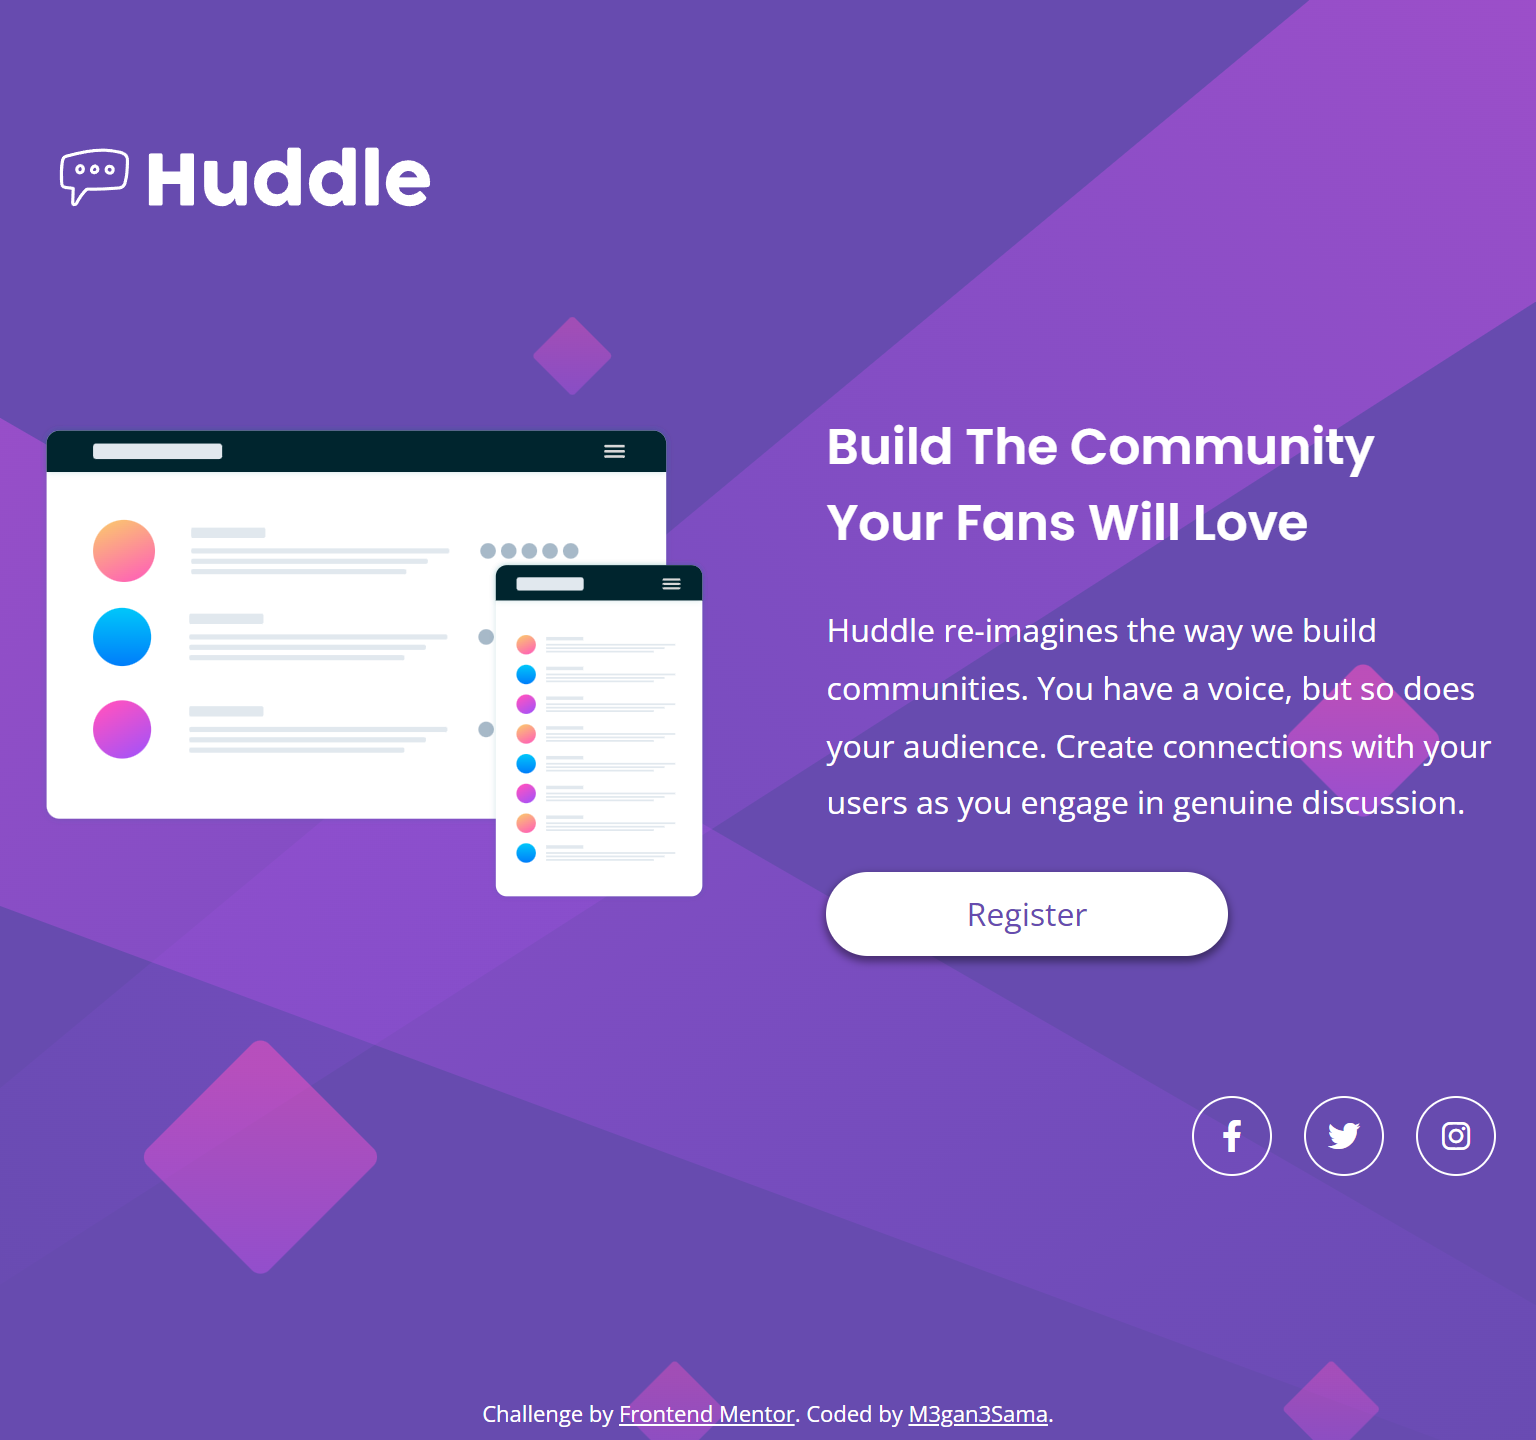 Huddle
Build The Community
Your Fans Will Love
Huddle re-imagines the way we build
communities. You have a voice, but so does
your audience. Create connections with your
users as you engage in genuine discussion.
Register
Challenge by Frontend Mentor. Coded by M3gan3Sama.